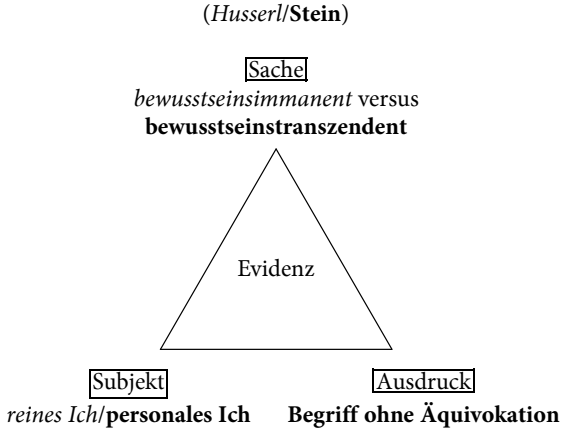 (Husserl/Stein)
Sache
bewusstseinsimmanent versus
bewusstseinstranszendent
Evidenz
Subjekt
Ausdruck
reines Ich/personales Ich
Begriff ohne Äquivokation